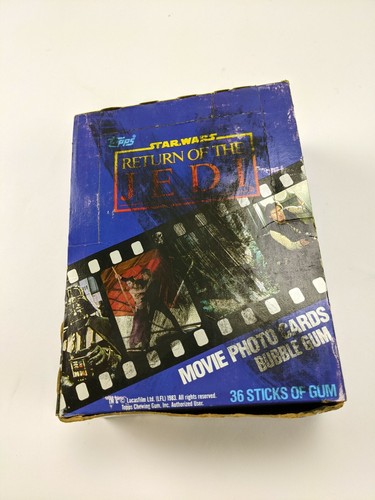 Topps
STAR WARS
RETURN OF THE
JEDI
MOVIE PHOTO CARDS
BUBBLE GUM
36 STICKS OF GUM
Lucasfilm Ltd. (LFL) 1983. All rights reserved.
Topps Chewing Gum, Inc. Authorized User.